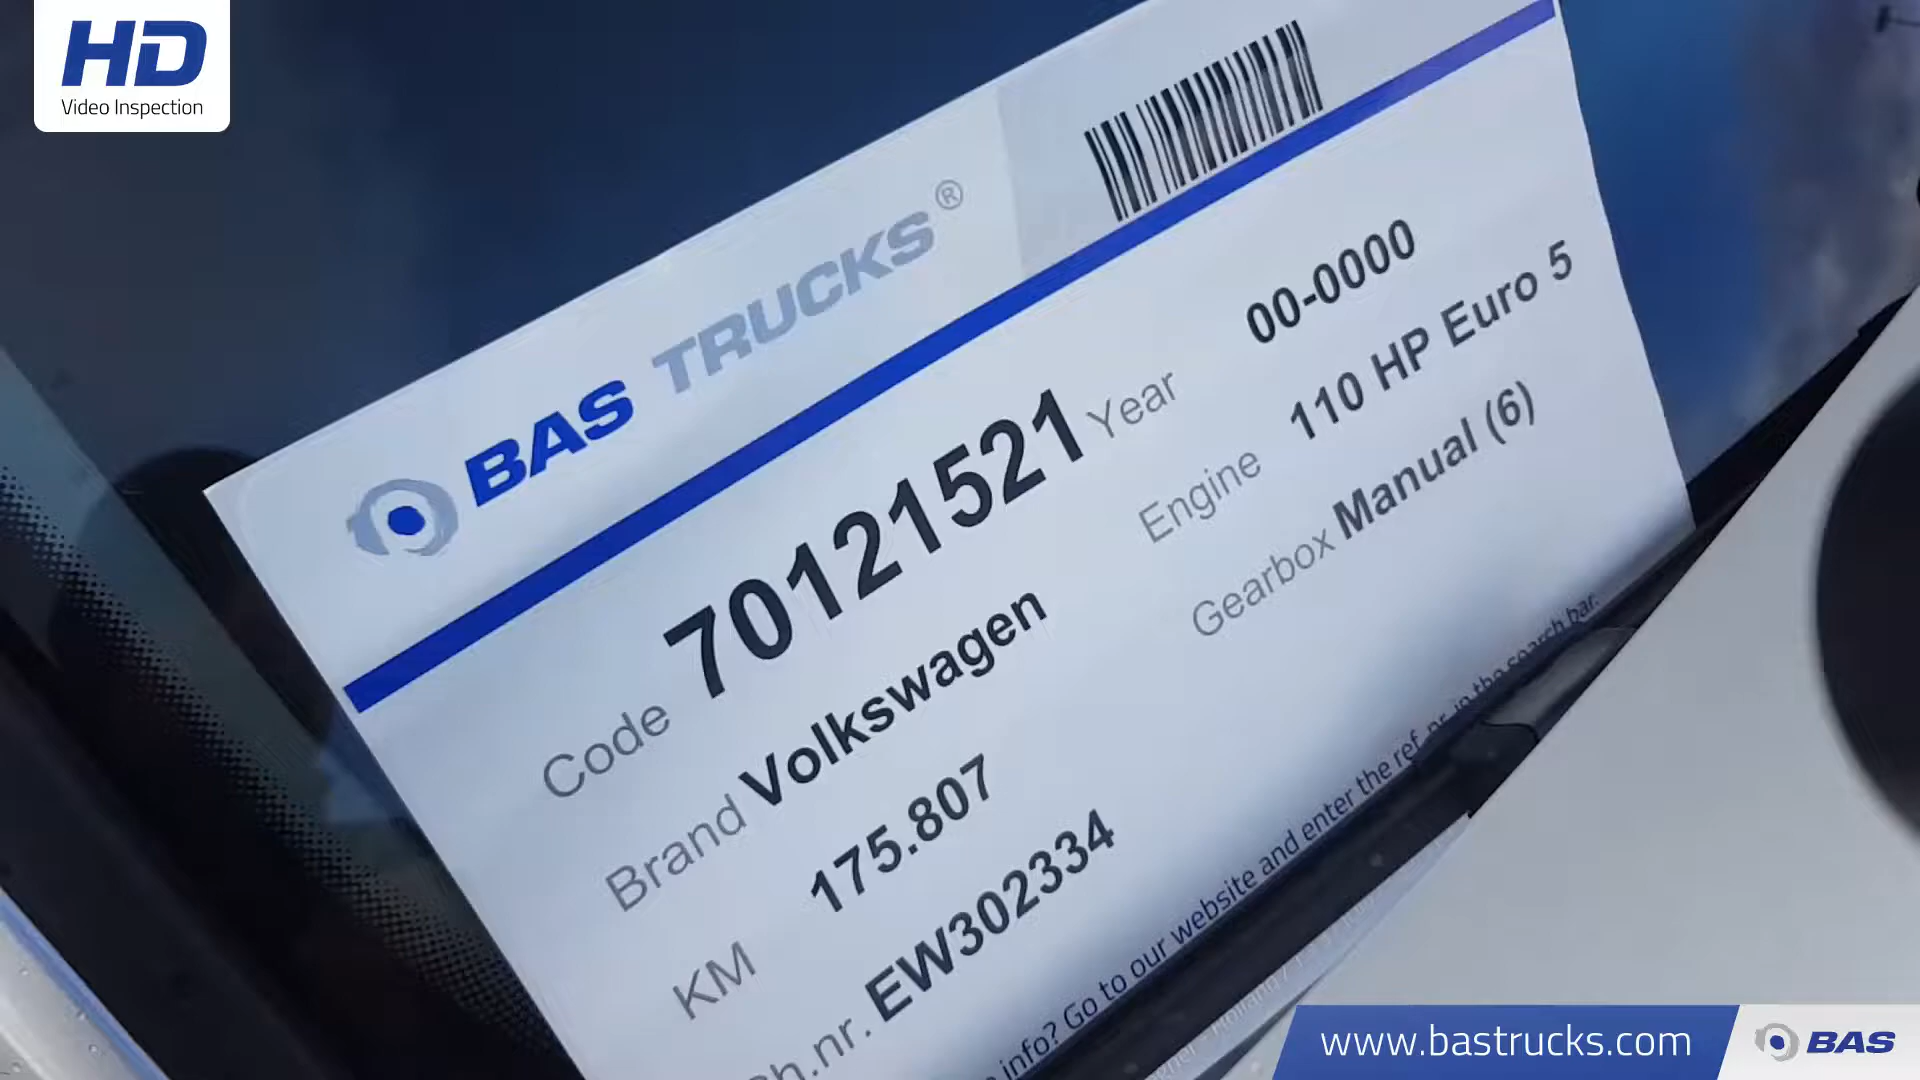 HD
Video Inspection
BAS TRUCKS®
Code 70121521
Brand Volkswagen
KM 175.807
h.nr. EW302334
Year 00-0000
Engine 110 HP Euro 5
Gearbox Manual (6)
info? Go to our website and enter the ref. nr. in the search bar.
www.bastrucks.com
BAS